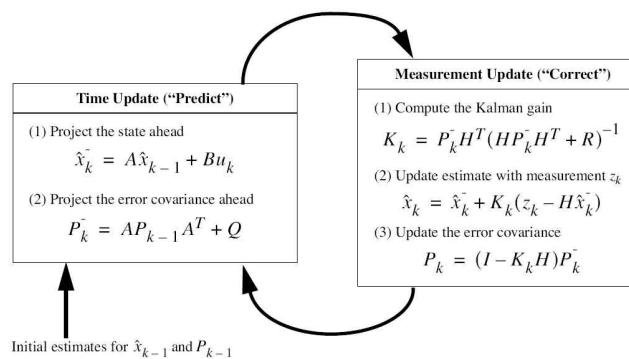 Time Update (“Predict”)
(1) Project the state ahead
x̂ₖ⁻ = Ax̂ₖ₋₁ + Buₖ
(2) Project the error covariance ahead
Pₖ⁻ = APₖ₋₁Aᵀ + Q
Initial estimates for x̂ₖ₋₁ and Pₖ₋₁
Measurement Update (“Correct”)
(1) Compute the Kalman gain
Kₖ = Pₖ⁻Hᵀ(HPₖ⁻Hᵀ + R)⁻¹
(2) Update estimate with measurement zₖ
x̂ₖ = x̂ₖ⁻ + Kₖ(zₖ – Hx̂ₖ⁻)
(3) Update the error covariance
Pₖ = (I – KₖH)Pₖ⁻